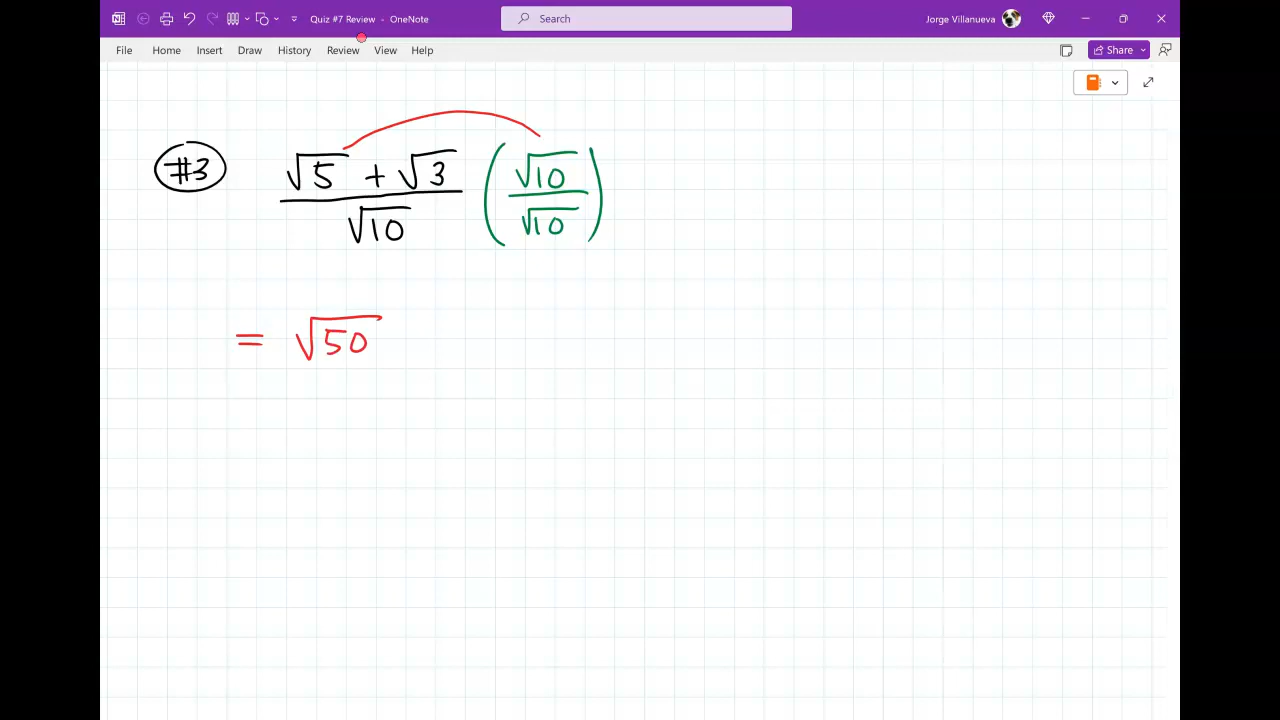 Quiz #7 Review - OneNote
Search
Jorge Villanueva
File Home Insert Draw History Review View Help
Share
#3 (√5 + √3)/√10 (√10/√10)
= √50